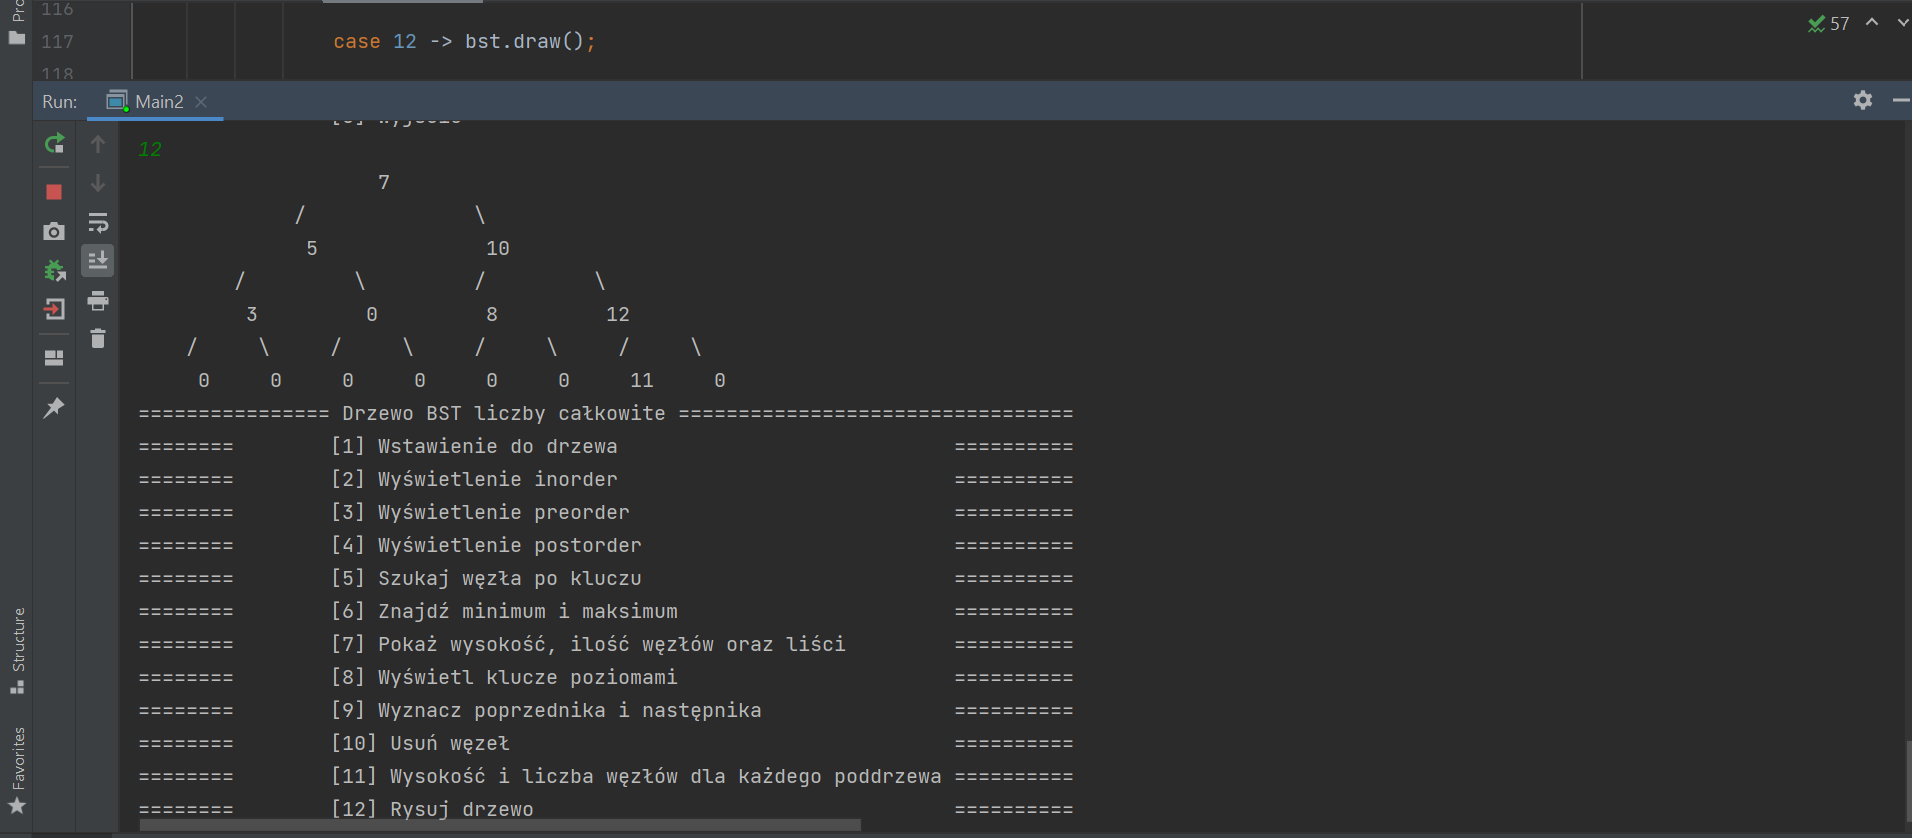 116
117 case 12 -> bst.draw();
57
118
Run: Main2
12
7
/ \
5 10
/ \ / \
3 0 8 12
/ \ / \ / \ / \
0 0 0 0 0 0 11 0
================ Drzewo BST liczby całkowite =================================
======== [1] Wstawienie do drzewa ==========
======== [2] Wyświetlenie inorder ==========
======== [3] Wyświetlenie preorder ==========
======== [4] Wyświetlenie postorder ==========
======== [5] Szukaj węzła po kluczu ==========
======== [6] Znajdź minimum i maksimum ==========
======== [7] Pokaż wysokość, ilość węzłów oraz liści ==========
======== [8] Wyświetl klucze poziomami ==========
======== [9] Wyznacz poprzednika i następnika ==========
======== [10] Usuń węzeł ==========
======== [11] Wysokość i liczba węzłów dla każdego poddrzewa ==========
======== [12] Rysuj drzewo ==========
Structure
Favorites